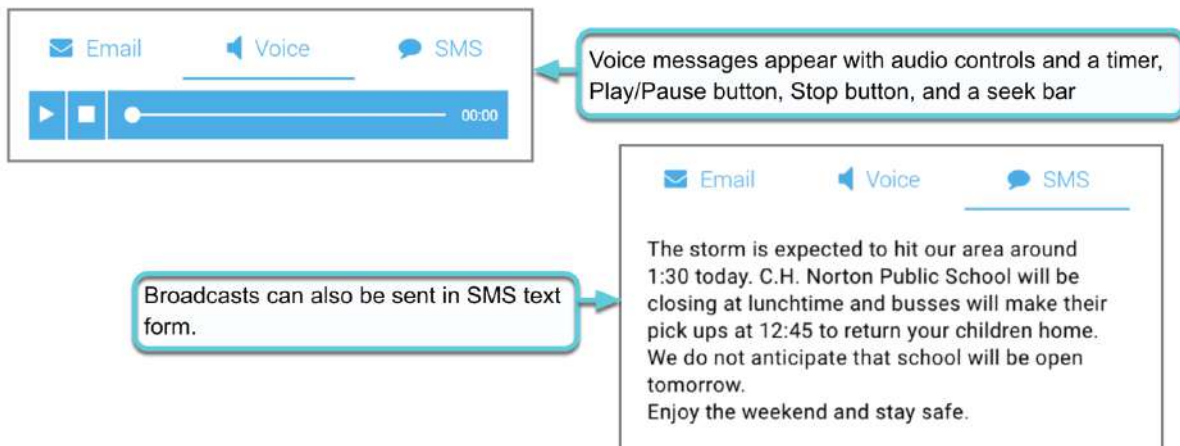 Email Voice SMS
00:00
Voice messages appear with audio controls and a timer,
Play/Pause button, Stop button, and a seek bar
Email Voice SMS
The storm is expected to hit our area around
1:30 today. C.H. Norton Public School will be
closing at lunchtime and busses will make their
pick ups at 12:45 to return your children home.
We do not anticipate that school will be open
tomorrow.
Enjoy the weekend and stay safe.
Broadcasts can also be sent in SMS text
form.